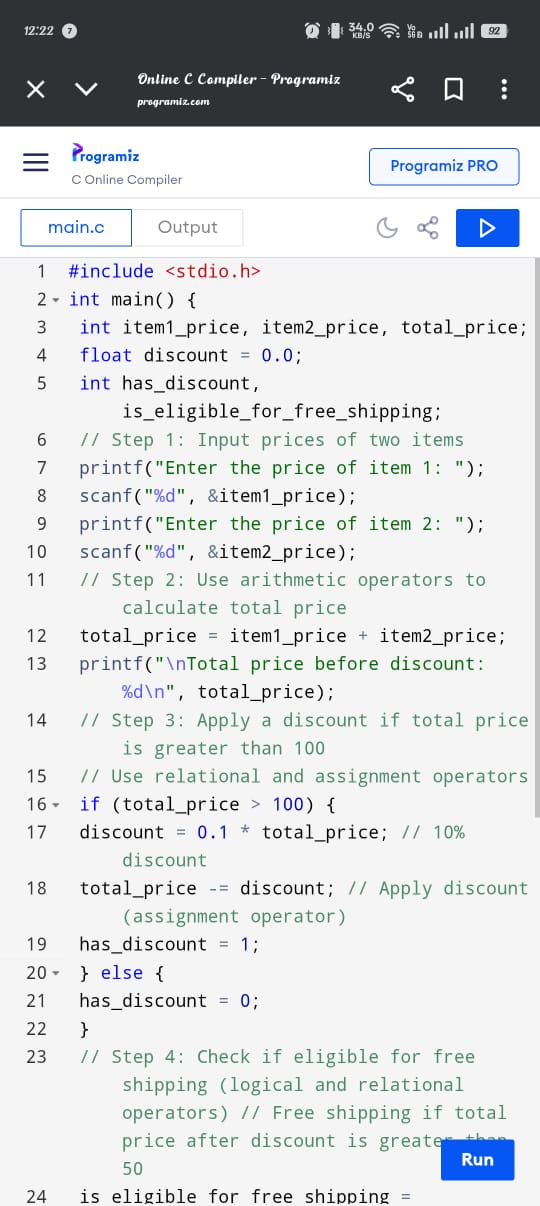 12:22 7 34.0 KB/S Vo 5G 2 92
Online C Compiler - Programiz
programiz.com
Programiz
C Online Compiler
Programiz PRO
main.c Output
1 #include <stdio.h>
2 int main() {
3 int item1_price, item2_price, total_price;
4 float discount = 0.0;
5 int has_discount,
is_eligible_for_free_shipping;
6 // Step 1: Input prices of two items
7 printf("Enter the price of item 1: ");
8 scanf("%d", &item1_price);
9 printf("Enter the price of item 2: ");
10 scanf("%d", &item2_price);
11 // Step 2: Use arithmetic operators to
calculate total price
12 total_price = item1_price + item2_price;
13 printf("\nTotal price before discount:
%d\n", total_price);
14 // Step 3: Apply a discount if total price
is greater than 100
15 // Use relational and assignment operators
16 if (total_price > 100) {
17 discount = 0.1 * total_price; // 10%
discount
18 total_price -= discount; // Apply discount
(assignment operator)
19 has_discount = 1;
20 } else {
21 has_discount = 0;
22 }
23 // Step 4: Check if eligible for free
shipping (logical and relational
operators) // Free shipping if total
price after discount is greater than
50
Run
24 is_eligible_for_free_shipping =